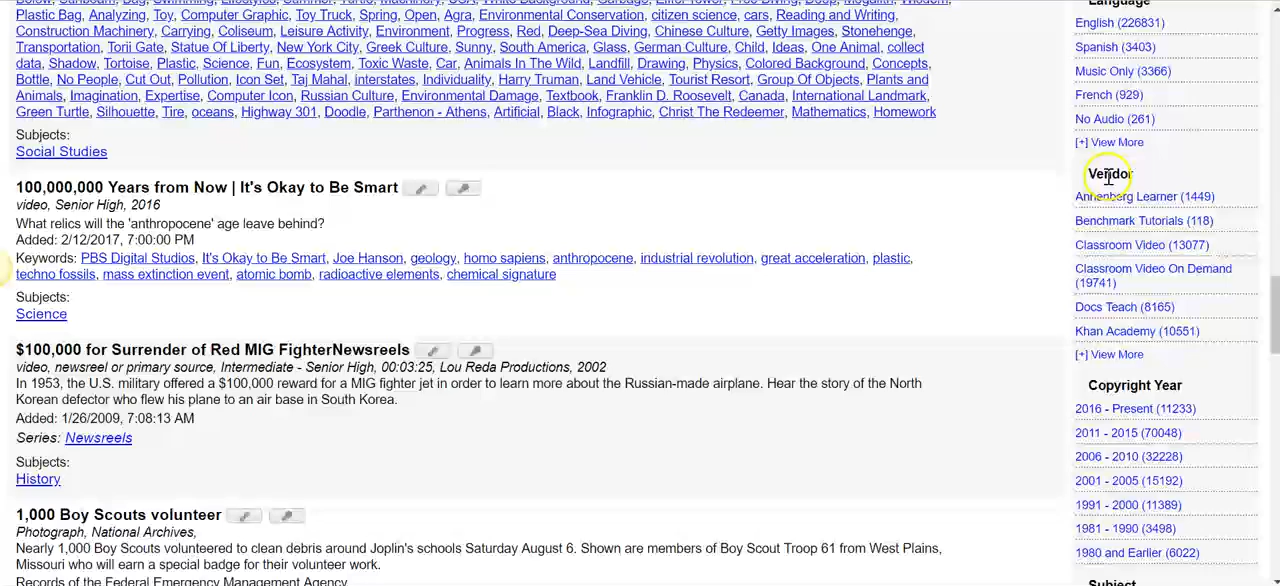 Plastic Bag, Analyzing, Toy, Computer Graphic, Toy Truck, Spring, Open, Agra, Environmental Conservation, citizen science, cars, Reading and Writing,
Construction Machinery, Carrying, Coliseum, Leisure Activity, Environment, Progress, Red, Deep-Sea Diving, Chinese Culture, Getty Images, Stonehenge,
Transportation, Torii Gate, Statue Of Liberty, New York City, Greek Culture, Sunny, South America, Glass, German Culture, Child, Ideas, One Animal, collect
data, Shadow, Tortoise, Plastic, Science, Fun, Ecosystem, Toxic Waste, Car, Animals In The Wild, Landfill, Drawing, Physics, Colored Background, Concepts,
Bottle, No People, Cut Out, Pollution, Icon Set, Taj Mahal, interstates, Individuality, Harry Truman, Land Vehicle, Tourist Resort, Group Of Objects, Plants and
Animals, Imagination, Expertise, Computer Icon, Russian Culture, Environmental Damage, Textbook, Franklin D. Roosevelt, Canada, International Landmark,
Green Turtle, Silhouette, Tire, oceans, Highway 301, Doodle, Parthenon - Athens, Artificial, Black, Infographic, Christ The Redeemer, Mathematics, Homework
Subjects:
Social Studies
100,000,000 Years from Now | It's Okay to Be Smart
video, Senior High, 2016
What relics will the 'anthropocene' age leave behind?
Added: 2/12/2017, 7:00:00 PM
Keywords: PBS Digital Studios, It's Okay to Be Smart, Joe Hanson, geology, homo sapiens, anthropocene, industrial revolution, great acceleration, plastic,
techno fossils, mass extinction event, atomic bomb, radioactive elements, chemical signature
Subjects:
Science
$100,000 for Surrender of Red MIG FighterNewsreels
video, newsreel or primary source, Intermediate - Senior High, 00:03:25, Lou Reda Productions, 2002
In 1953, the U.S. military offered a $100,000 reward for a MIG fighter jet in order to learn more about the Russian-made airplane. Hear the story of the North
Korean defector who flew his plane to an air base in South Korea.
Added: 1/26/2009, 7:08:13 AM
Series: Newsreels
Subjects:
History
1,000 Boy Scouts volunteer
Photograph, National Archives,
Nearly 1,000 Boy Scouts volunteered to clean debris around Joplin's schools Saturday August 6. Shown are members of Boy Scout Troop 61 from West Plains,
Missouri who will earn a special badge for their volunteer work.
Records of the Federal Emergency Management Agency
Language
English (226831)
Spanish (3403)
Music Only (3366)
French (929)
No Audio (261)
[+] View More
Vendor
Annenberg Learner (1449)
Benchmark Tutorials (118)
Classroom Video (13077)
Classroom Video On Demand
(19741)
Docs Teach (8165)
Khan Academy (10551)
[+] View More
Copyright Year
2016 - Present (11233)
2011 - 2015 (70048)
2006 - 2010 (32228)
2001 - 2005 (15192)
1991 - 2000 (11389)
1981 - 1990 (3498)
1980 and Earlier (6022)
Subject